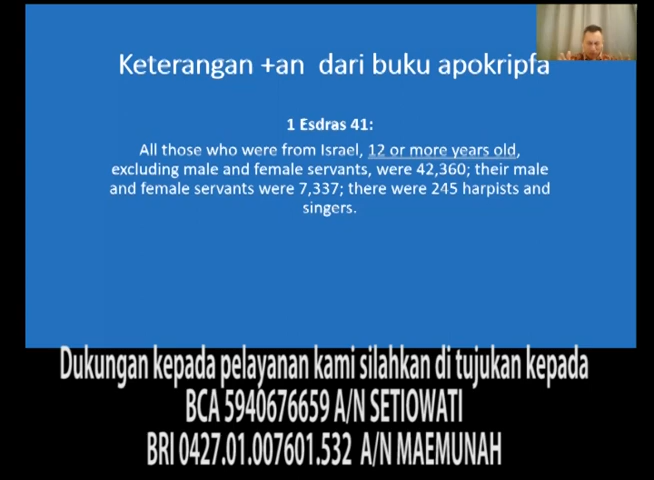 Keterangan +an dari buku apokripfa
1 Esdras 41:
All those who were from Israel, 12 or more years old,
excluding male and female servants, were 42,360; their male
and female servants were 7,337; there were 245 harpists and
singers.
Dukungan kepada pelayanan kami silahkan di tujukan kepada
BCA 5940676659 A/N SETIOWATI
BRI 0427.01.007601.532 A/N MAEMUNAH